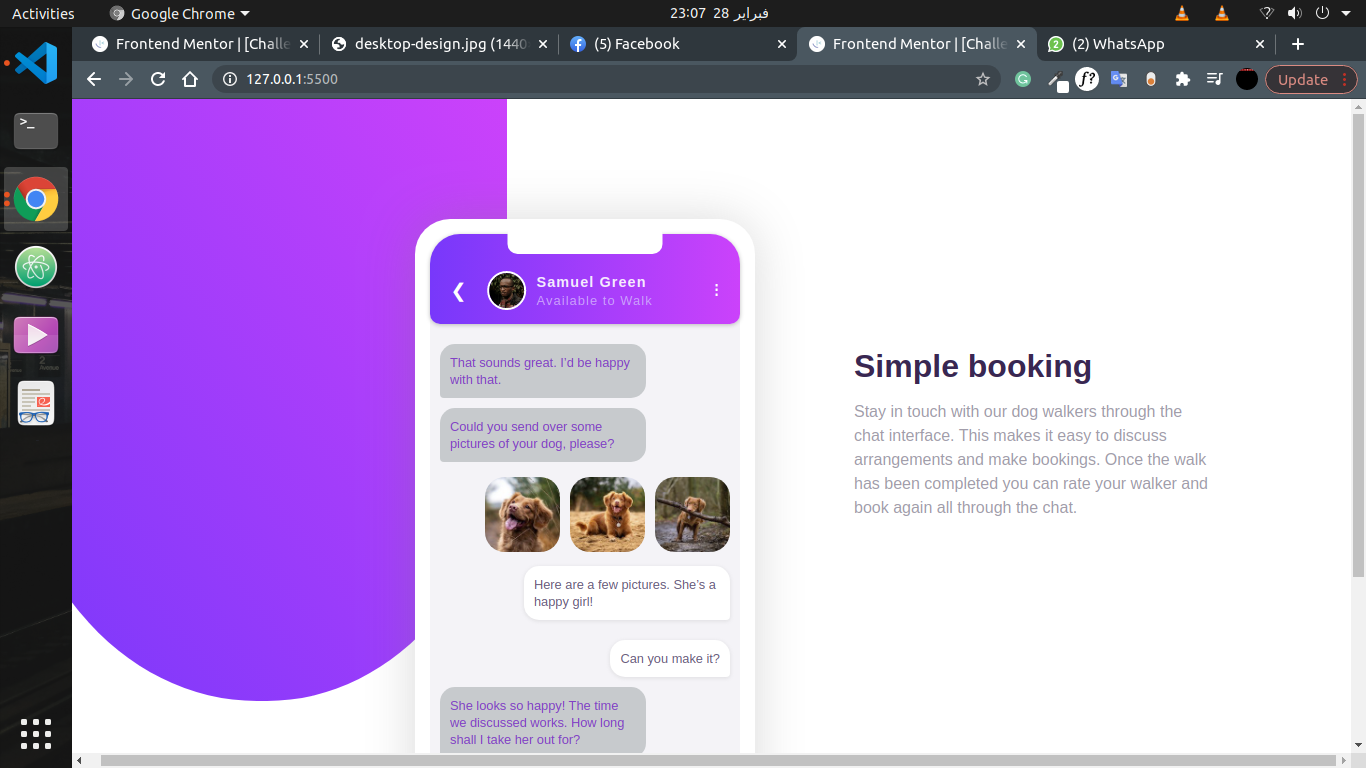 Activities
Google Chrome
23:07 28 فبراير
Frontend Mentor | [Challe
desktop-design.jpg (1440
(5) Facebook
Frontend Mentor | [Challe
2
(2) WhatsApp
127.0.0.1:5500
f?
Update
>_
Samuel Green
Available to Walk
That sounds great. I’d be happy
with that.
Could you send over some
pictures of your dog, please?
Here are a few pictures. She’s a
happy girl!
Can you make it?
She looks so happy! The time
we discussed works. How long
shall I take her out for?
Simple booking
Stay in touch with our dog walkers through the
chat interface. This makes it easy to discuss
arrangements and make bookings. Once the walk
has been completed you can rate your walker and
book again all through the chat.